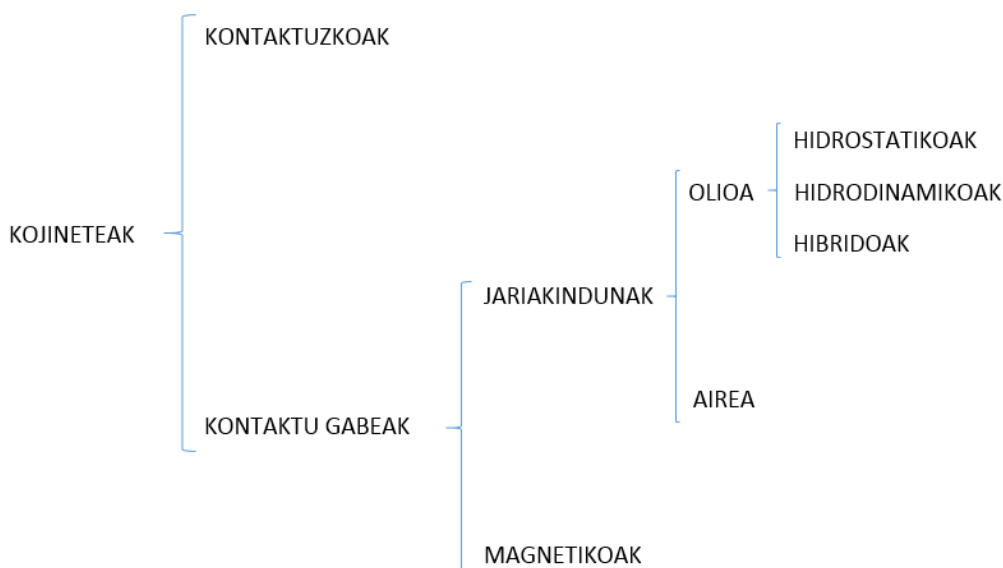 KOJINETEAK
KONTAKTUZKOAK
KONTAKTU GABEAK
JARIAKINDUNAK
OLIOA
HIDROSTATIKOAK
HIDRODINAMIKOAK
HIBRIDOAK
AIREA
MAGNETIKOAK